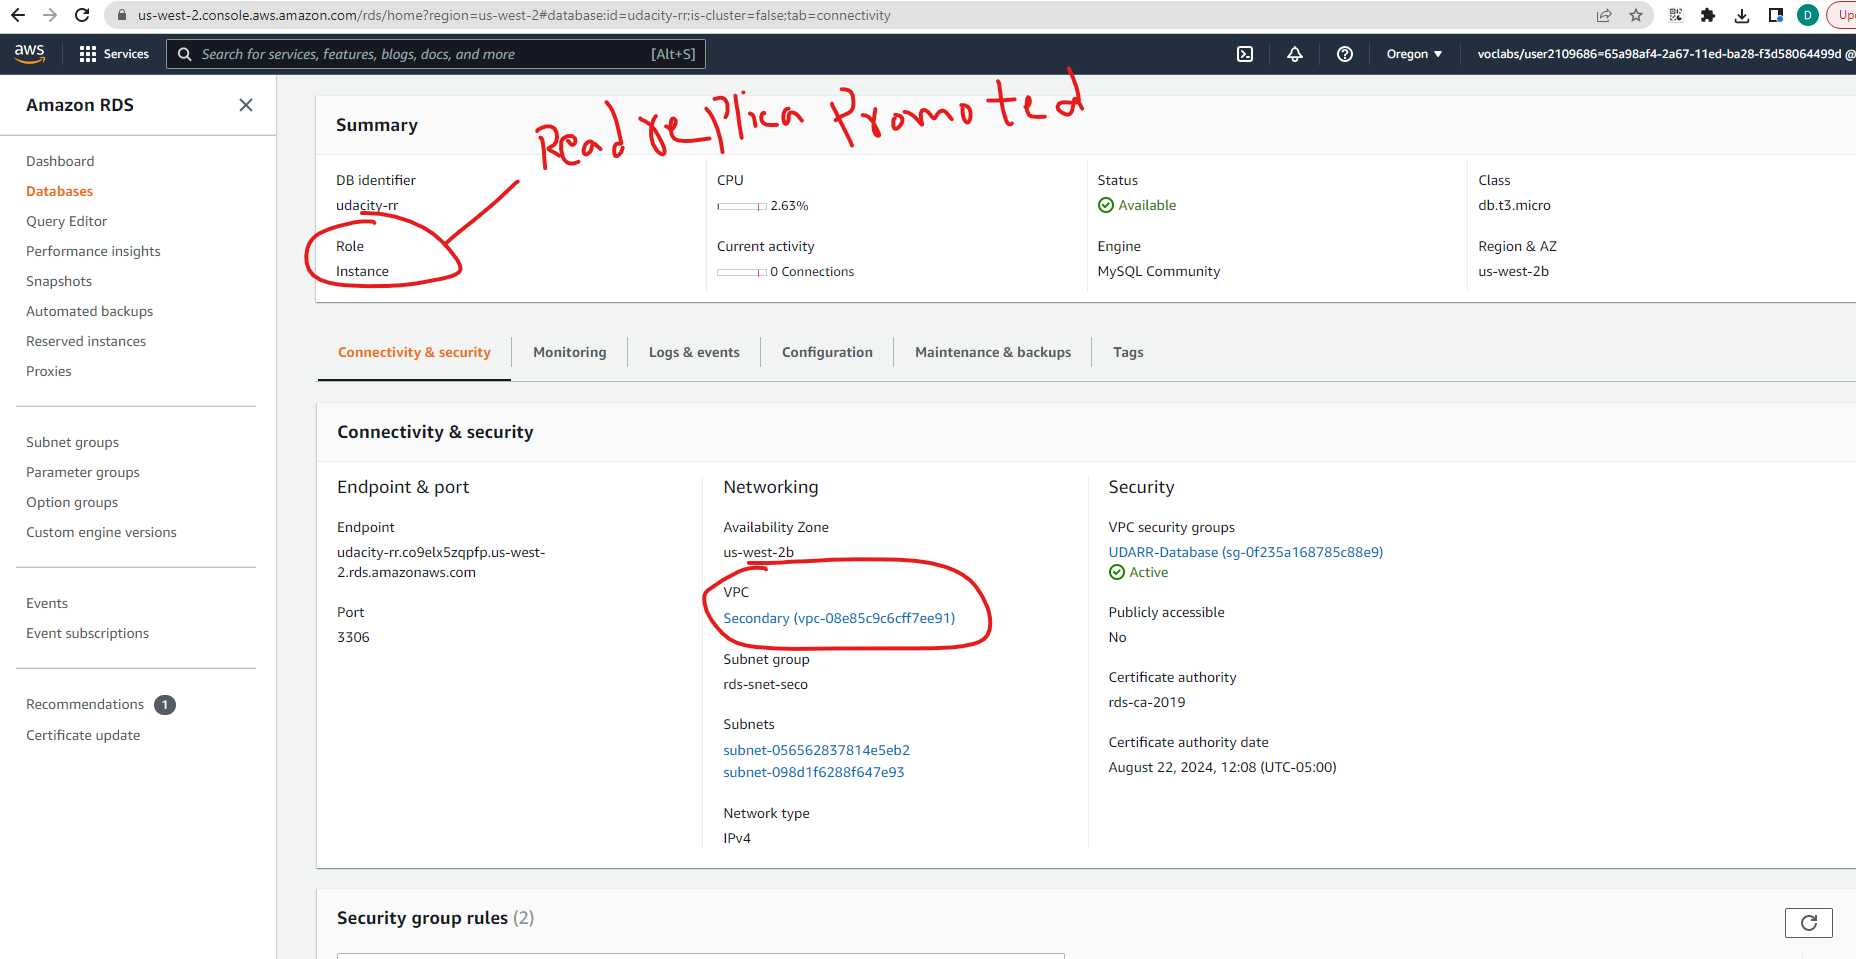 us-west-2.console.aws.amazon.com/rds/home?region=us-west-2#database:id=udacity-rr;is-cluster=false;tab=connectivity
D
aws
Services
Search for services, features, blogs, docs, and more
[Alt+S]
Oregon ▼
voclabs/user2109686=65a98af4-2a67-11ed-ba28-f3d58064499d @
Amazon RDS
Dashboard
Databases
Query Editor
Performance insights
Snapshots
Automated backups
Reserved instances
Proxies
Subnet groups
Parameter groups
Option groups
Custom engine versions
Events
Event subscriptions
Recommendations 1
Certificate update
Summary
Read replica Promoted
DB identifier
udacity-rr
Role
Instance
CPU
2.63%
Current activity
0 Connections
Status
Available
Engine
MySQL Community
Class
db.t3.micro
Region & AZ
us-west-2b
Connectivity & security
Monitoring
Logs & events
Configuration
Maintenance & backups
Tags
Connectivity & security
Endpoint & port
Endpoint
udacity-rr.co9elx5zqpfp.us-west-
2.rds.amazonaws.com
Port
3306
Networking
Availability Zone
us-west-2b
VPC
Secondary (vpc-08e85c9c6cff7ee91)
Subnet group
rds-snet-seco
Subnets
subnet-056562837814e5eb2
subnet-098d1f6288f647e93
Network type
IPv4
Security
VPC security groups
UDARR-Database (sg-0f235a168785c88e9)
Active
Publicly accessible
No
Certificate authority
rds-ca-2019
Certificate authority date
August 22, 2024, 12:08 (UTC-05:00)
Security group rules (2)